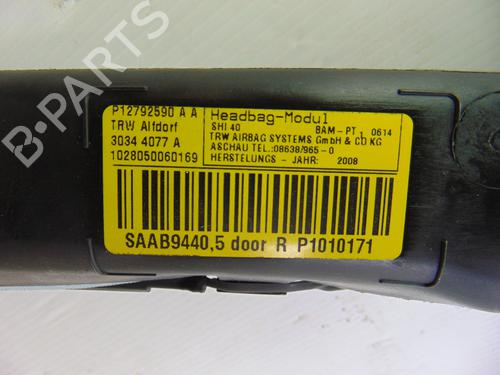 P12792590 A A
TRW Alfdorf
3034 4077 A
1028050060169
Headbag-Modul
SHI 40 BAM-PT 1 0614
TRW AIRBAG SYSTEMS GmbH & CO KG
ASCHAU TEL.:08638/965-0
HERSTELUNGS - JAHR: 2008
SAAB9440,5 door R P1010171
B-PARTS